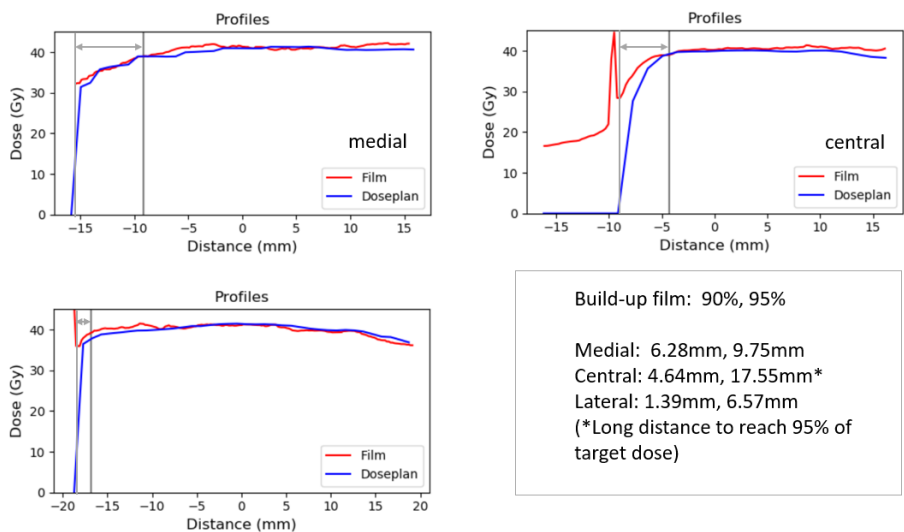 Profiles
Dose (Gy)
40
30
20
10
0
medial
Film
Doseplan
−15 −10 −5 0 5 10 15
Distance (mm)
Profiles
Dose (Gy)
40
30
20
10
0
central
Film
Doseplan
−15 −10 −5 0 5 10 15
Distance (mm)
Profiles
Dose (Gy)
40
30
20
10
0
Film
Doseplan
−20 −15 −10 −5 0 5 10 15 20
Distance (mm)
Build-up film: 90%, 95%
Medial: 6.28mm, 9.75mm
Central: 4.64mm, 17.55mm*
Lateral: 1.39mm, 6.57mm
(*Long distance to reach 95% of
target dose)